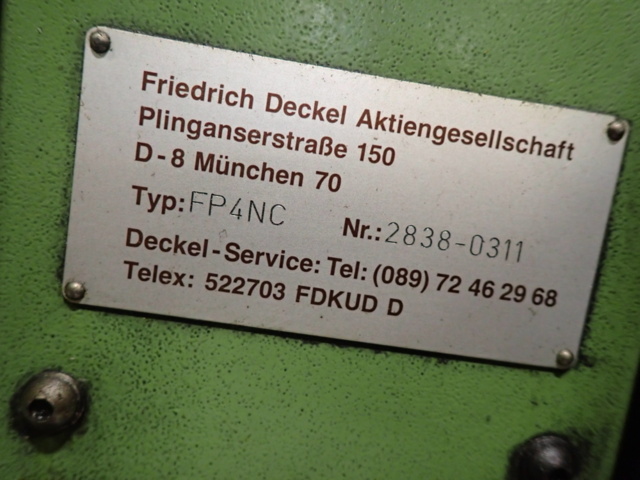 Friedrich Deckel Aktiengesellschaft
Plinganserstraße 150
D-8 München 70
Typ: FP4NC Nr.: 2838-0311
Deckel-Service: Tel: (089) 72 46 29 68
Telex: 522703 FDKUD D